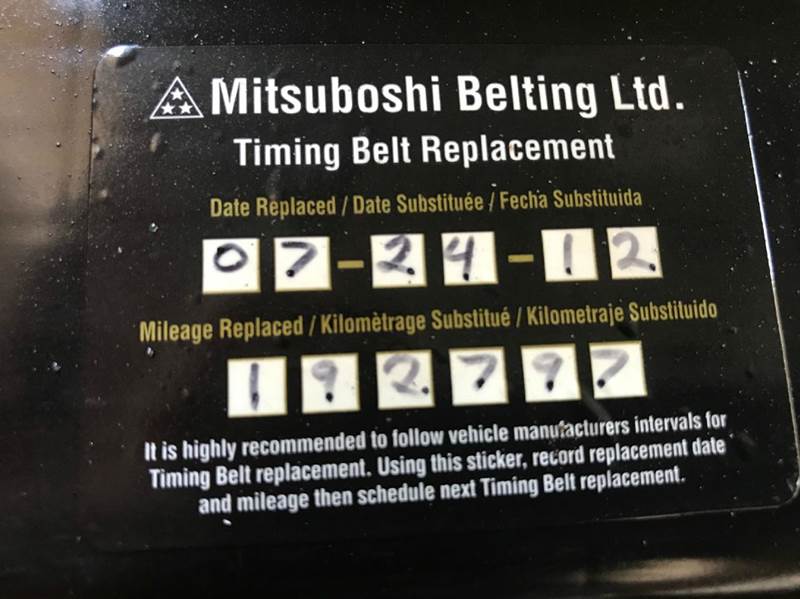 Mitsuboshi Belting Ltd.
Timing Belt Replacement
Date Replaced / Date Substituée / Fecha Substituida
07-24-12
Mileage Replaced / Kilomètrage Substitué / Kilometraje Substituido
192797
It is highly recommended to follow vehicle manufacturers intervals for
Timing Belt replacement. Using this sticker, record replacement date
and mileage then schedule next Timing Belt replacement.